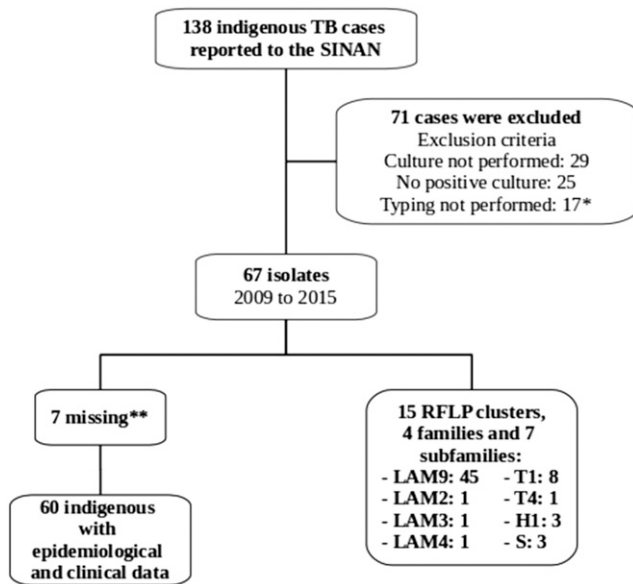 138 indigenous TB cases
reported to the SINAN
71 cases were excluded
Exclusion criteria
Culture not performed: 29
No positive culture: 25
Typing not performed: 17*
67 isolates
2009 to 2015
7 missing**
60 indigenous
with
epidemiological
and clinical data
15 RFLP clusters,
4 families and 7
subfamilies:
- LAM9: 45 - T1: 8
- LAM2: 1 - T4: 1
- LAM3: 1 - H1: 3
- LAM4: 1 - S: 3